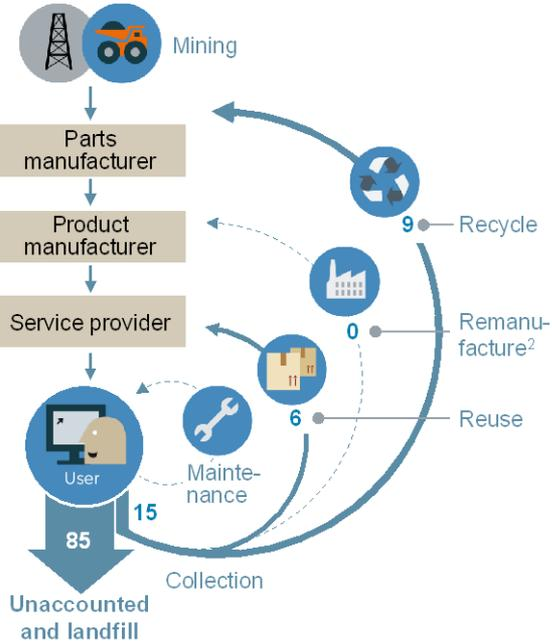 Mining
Parts
manufacturer
9
Recycle
Product
manufacturer
0
Remanu-
facture²
Service provider
6
Reuse
User
Mainte-
nance
15
85
Collection
Unaccounted
and landfill